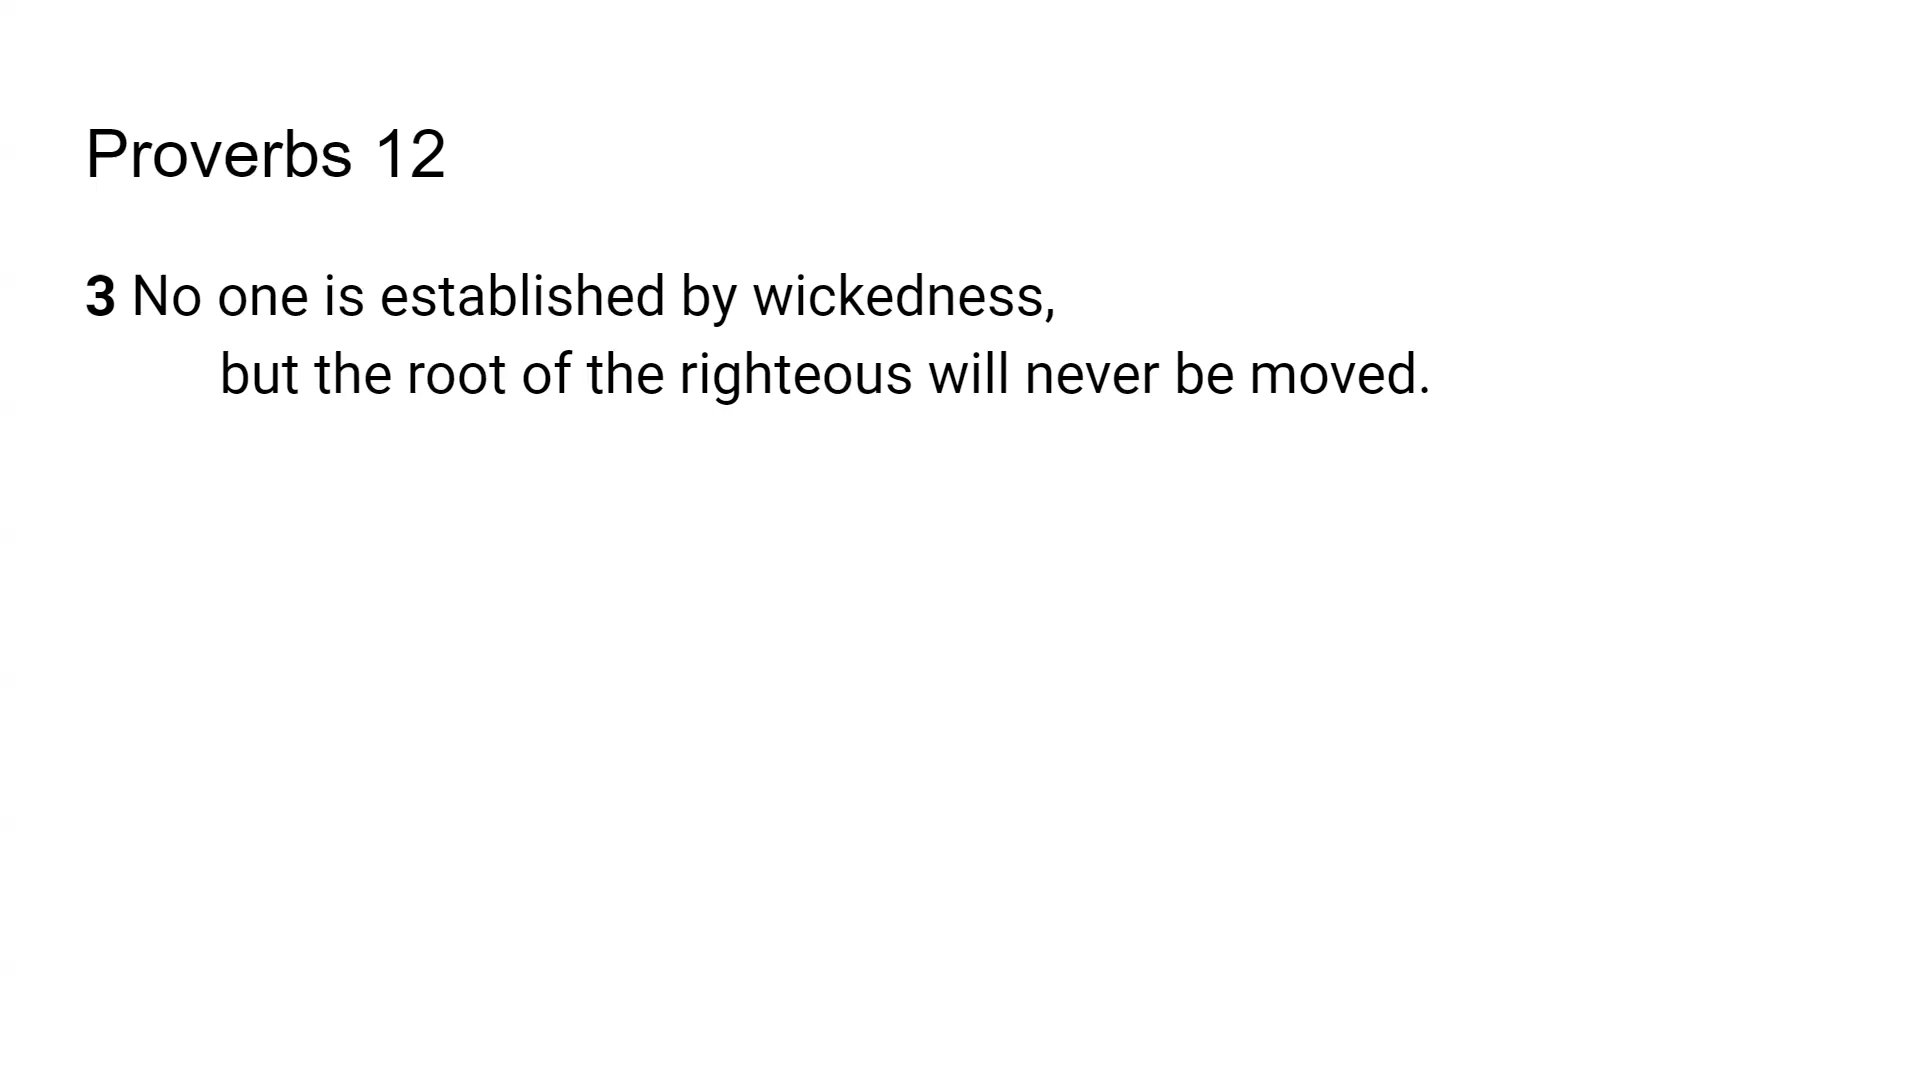 Proverbs 12
3 No one is established by wickedness,
but the root of the righteous will never be moved.